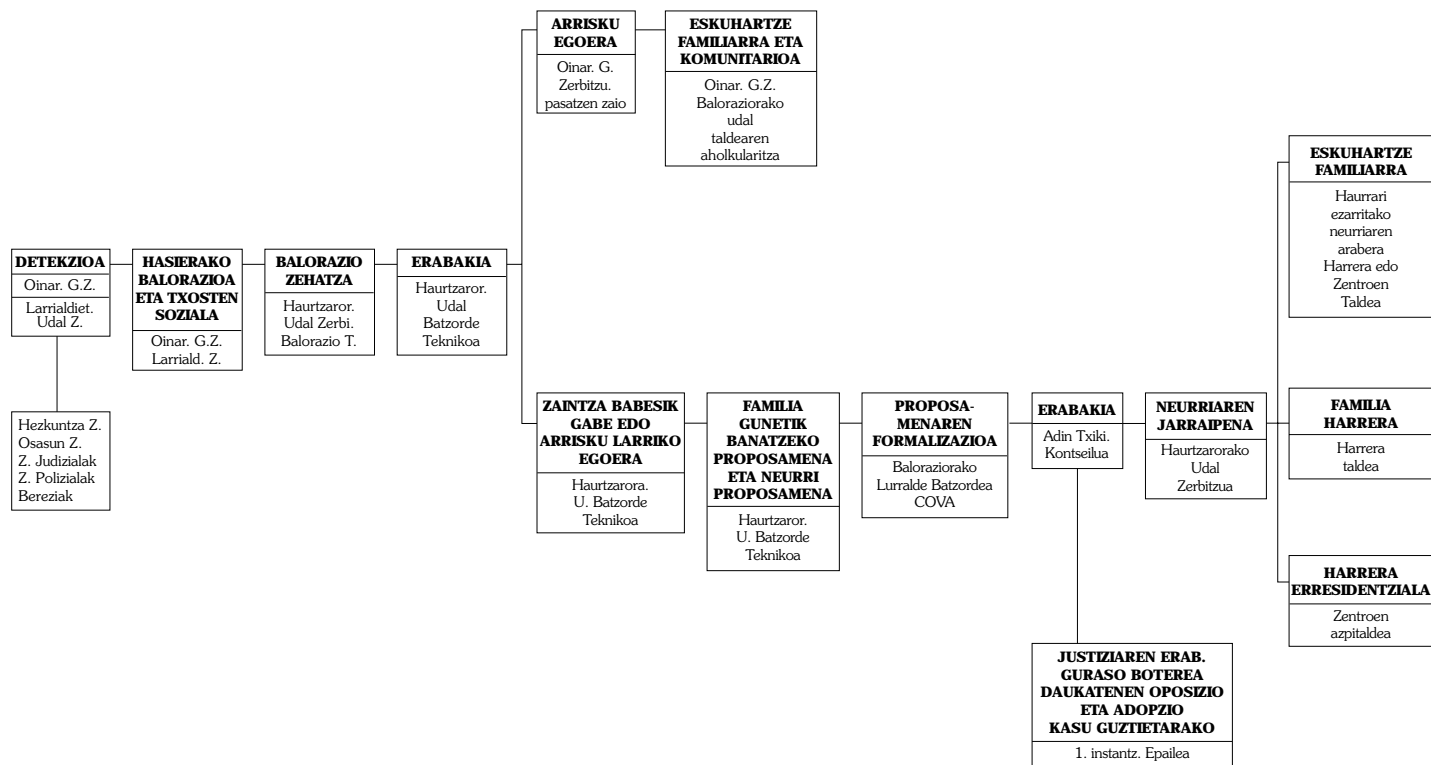 ARRISKU
EGOERA
Oinar. G.
Zerbitzu.
pasatzen zaio
ESKUHARTZE
FAMILIARRA ETA
KOMUNITARIOA
Oinar. G.Z.
Baloraziorako
udal
taldearen
aholkularitza
DETEKZIOA
Oinar. G.Z.
Larrialdiet.
Udal Z.
Hezkuntza Z.
Osasun Z.
Z. Judizialak
Z. Polizialak
Bereziak
HASIERAKO
BALORAZIOA
ETA TXOSTEN
SOZIALA
Oinar. G.Z.
Larriald. Z.
BALORAZIO
ZEHATZA
Haurtzaror.
Udal Zerbi.
Balorazio T.
ERABAKIA
Haurtzaror.
Udal
Batzorde
Teknikoa
ZAINTZA BABESIK
GABE EDO
ARRISKU LARRIKO
EGOERA
Haurtzarora.
U. Batzorde
Teknikoa
FAMILIA
GUNETIK
BANATZEKO
PROPOSAMENA
ETA NEURRI
PROPOSAMENA
Haurtzaror.
U. Batzorde
Teknikoa
PROPOSA-
MENAREN
FORMALIZAZIOA
Baloraziorako
Lurralde Batzordea
COVA
ERABAKIA
Adin Txiki.
Kontseilua
JUSTIZIAREN ERAB.
GURASO BOTEREA
DAUKATENEN OPOSIZIO
ETA ADOPZIO
KASU GUZTIETARAKO
1. instantz. Epailea
NEURRIAREN
JARRAIPENA
Haurtzarorako
Udal
Zerbitzua
ESKUHARTZE
FAMILIARRA
Haurrari
ezarritako
neurriaren
arabera
Harrera edo
Zentroen
Taldea
FAMILIA
HARRERA
Harrera
taldea
HARRERA
ERRESIDENTZIALA
Zentroen
azpitaldea